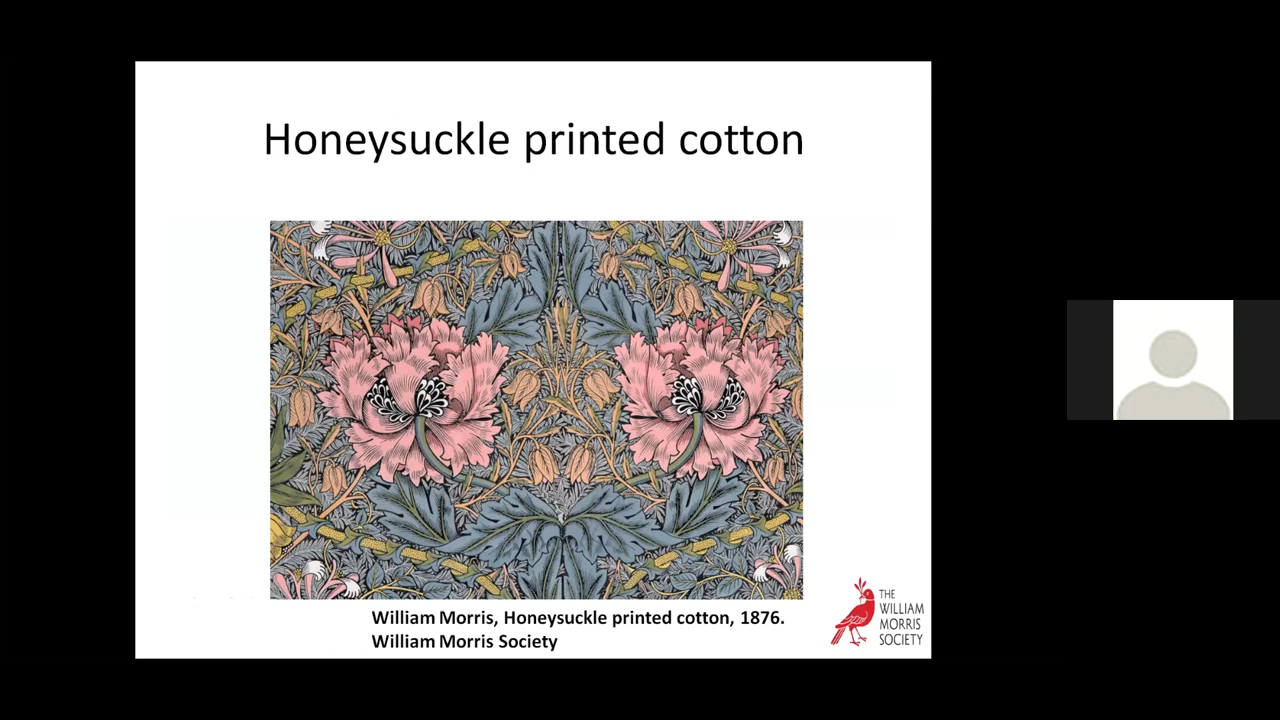 Honeysuckle printed cotton
William Morris, Honeysuckle printed cotton, 1876.
William Morris Society
THE
WILLIAM
MORRIS
SOCIETY